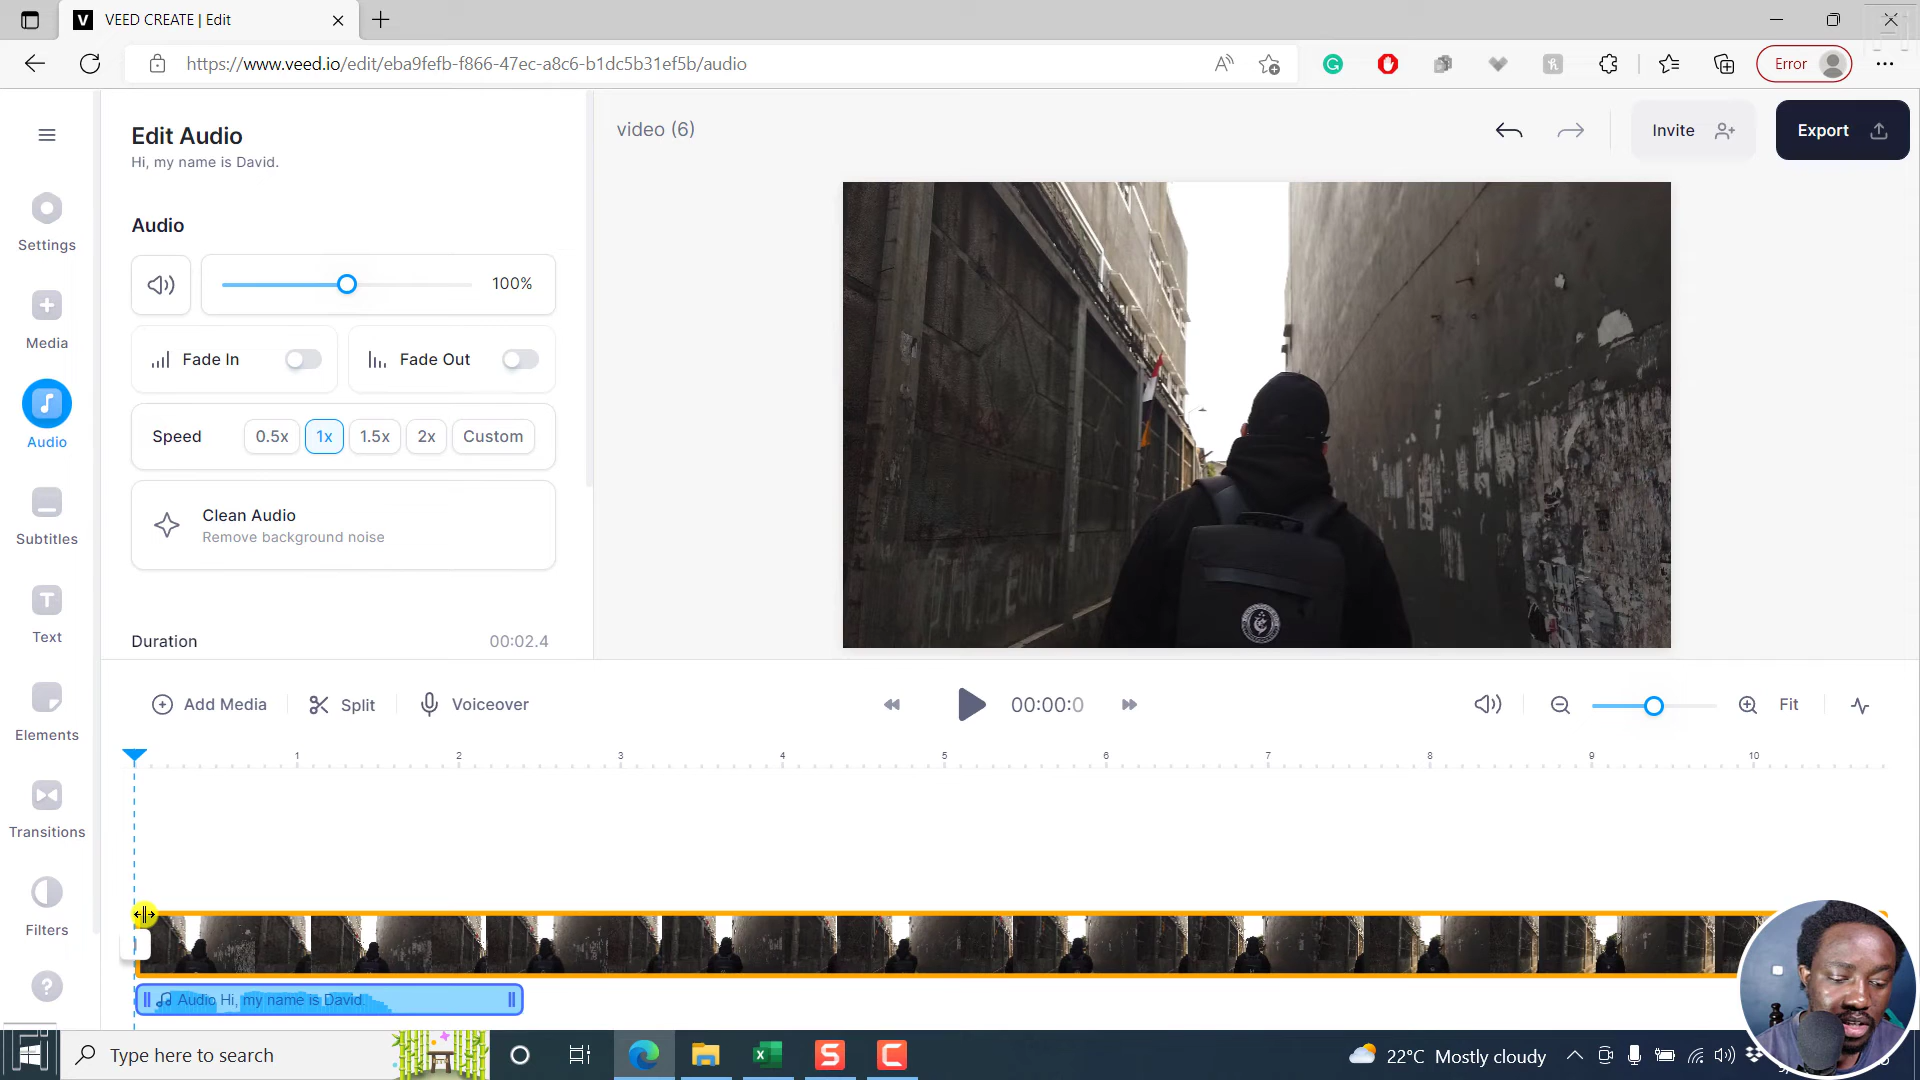 VEED CREATE | Edit
https://www.veed.io/edit/eba9fefb-f866-47ec-a8c6-b1dc5b31ef5b/audio
Error
Edit Audio
Hi, my name is David.
video (6)
Invite
Export
Settings
Media
Audio
Subtitles
Text
Elements
Transitions
Filters
Audio
100%
Fade In
Fade Out
Speed
0.5x
1x
1.5x
2x
Custom
Clean Audio
Remove background noise
Duration
00:02.4
Add Media
Split
Voiceover
00:00:0
Fit
1
2
3
4
5
6
7
8
9
10
Audio Hi, my name is David.
Type here to search
22°C Mostly cloudy